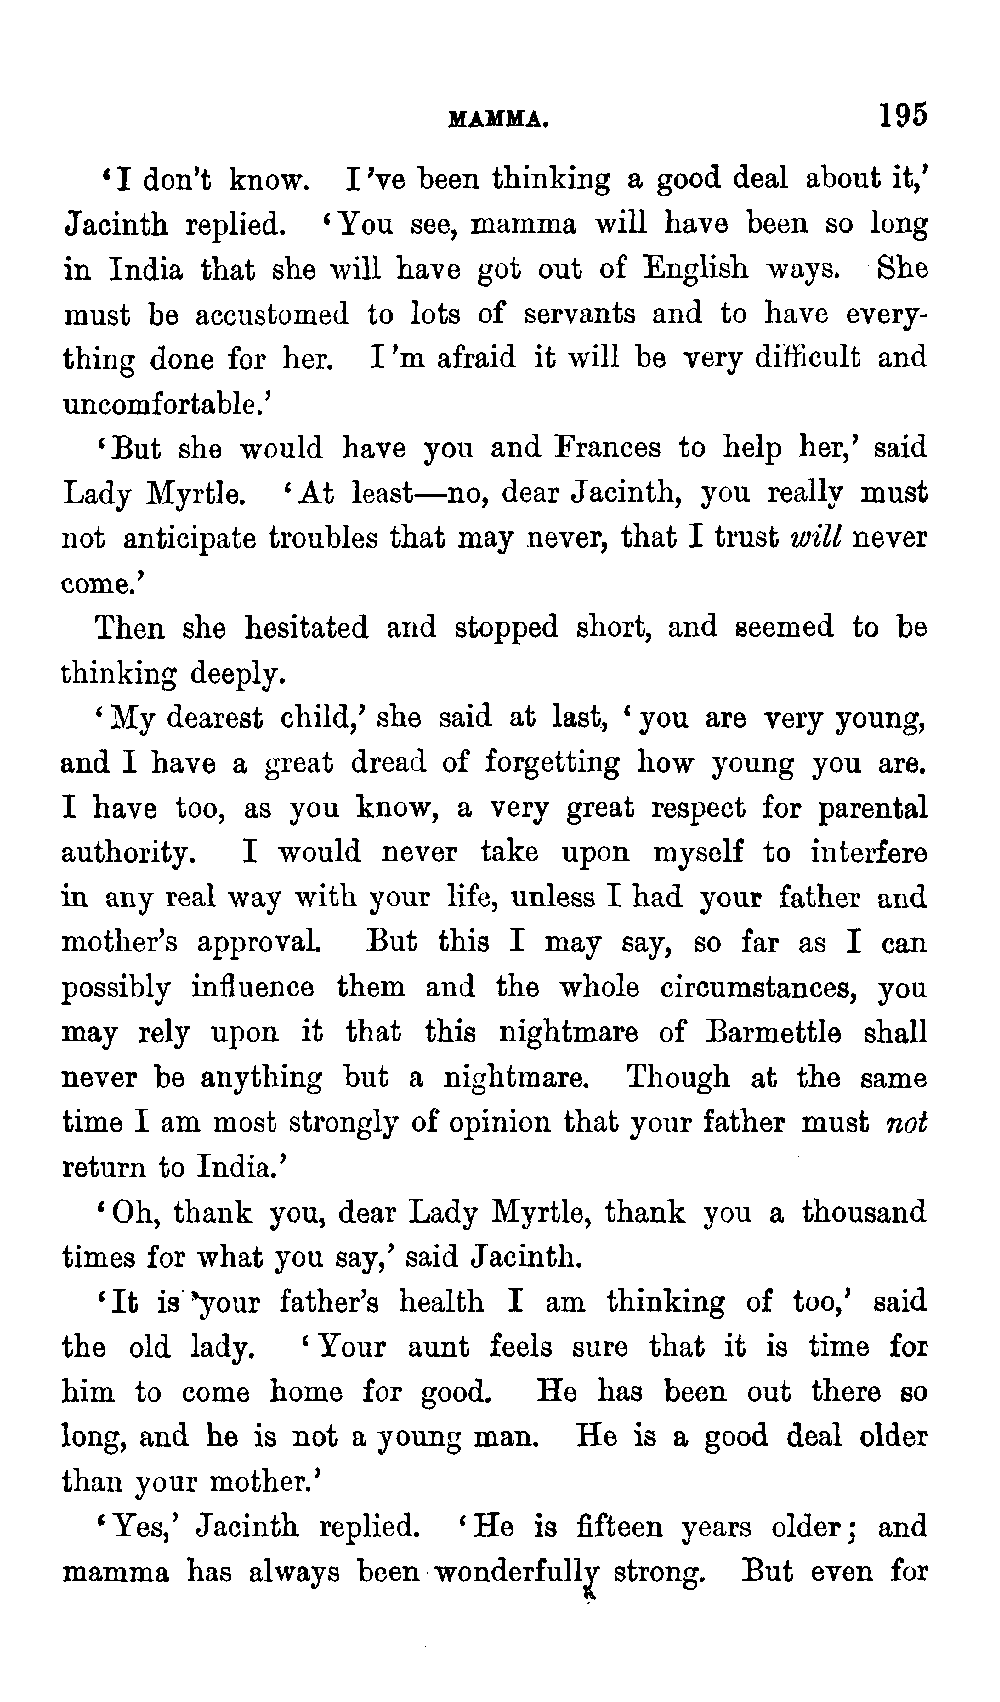 MAMMA. 195
‘I don’t know. I’ve been thinking a good deal about it,’
Jacinth replied. ‘You see, mamma will have been so long
in India that she will have got out of English ways. She
must be accustomed to lots of servants and to have every-
thing done for her. I’m afraid it will be very difficult and
uncomfortable.’
‘But she would have you and Frances to help her,’ said
Lady Myrtle. ‘At least—no, dear Jacinth, you really must
not anticipate troubles that may never, that I trust will never
come.’
Then she hesitated and stopped short, and seemed to be
thinking deeply.
‘My dearest child,’ she said at last, ‘you are very young,
and I have a great dread of forgetting how young you are.
I have too, as you know, a very great respect for parental
authority. I would never take upon myself to interfere
in any real way with your life, unless I had your father and
mother’s approval. But this I may say, so far as I can
possibly influence them and the whole circumstances, you
may rely upon it that this nightmare of Barmettle shall
never be anything but a nightmare. Though at the same
time I am most strongly of opinion that your father must not
return to India.’
‘Oh, thank you, dear Lady Myrtle, thank you a thousand
times for what you say,’ said Jacinth.
‘It is your father’s health I am thinking of too,’ said
the old lady. ‘Your aunt feels sure that it is time for
him to come home for good. He has been out there so
long, and he is not a young man. He is a good deal older
than your mother.’
‘Yes,’ Jacinth replied. ‘He is fifteen years older; and
mamma has always been wonderfully strong. But even for